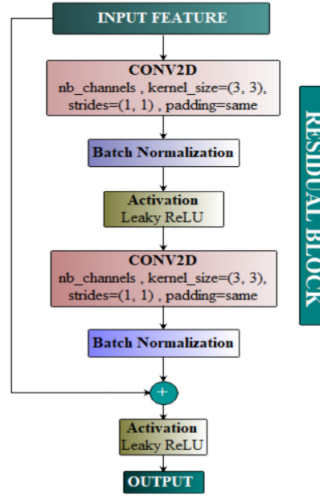 INPUT FEATURE
CONV2D
nb_channels , kernel_size=(3, 3),
strides=(1, 1) , padding=same
Batch Normalization
Activation
Leaky ReLU
CONV2D
nb_channels , kernel_size=(3, 3),
strides=(1, 1) , padding=same
Batch Normalization
+
Activation
Leaky ReLU
OUTPUT
RESIDUAL BLOCK